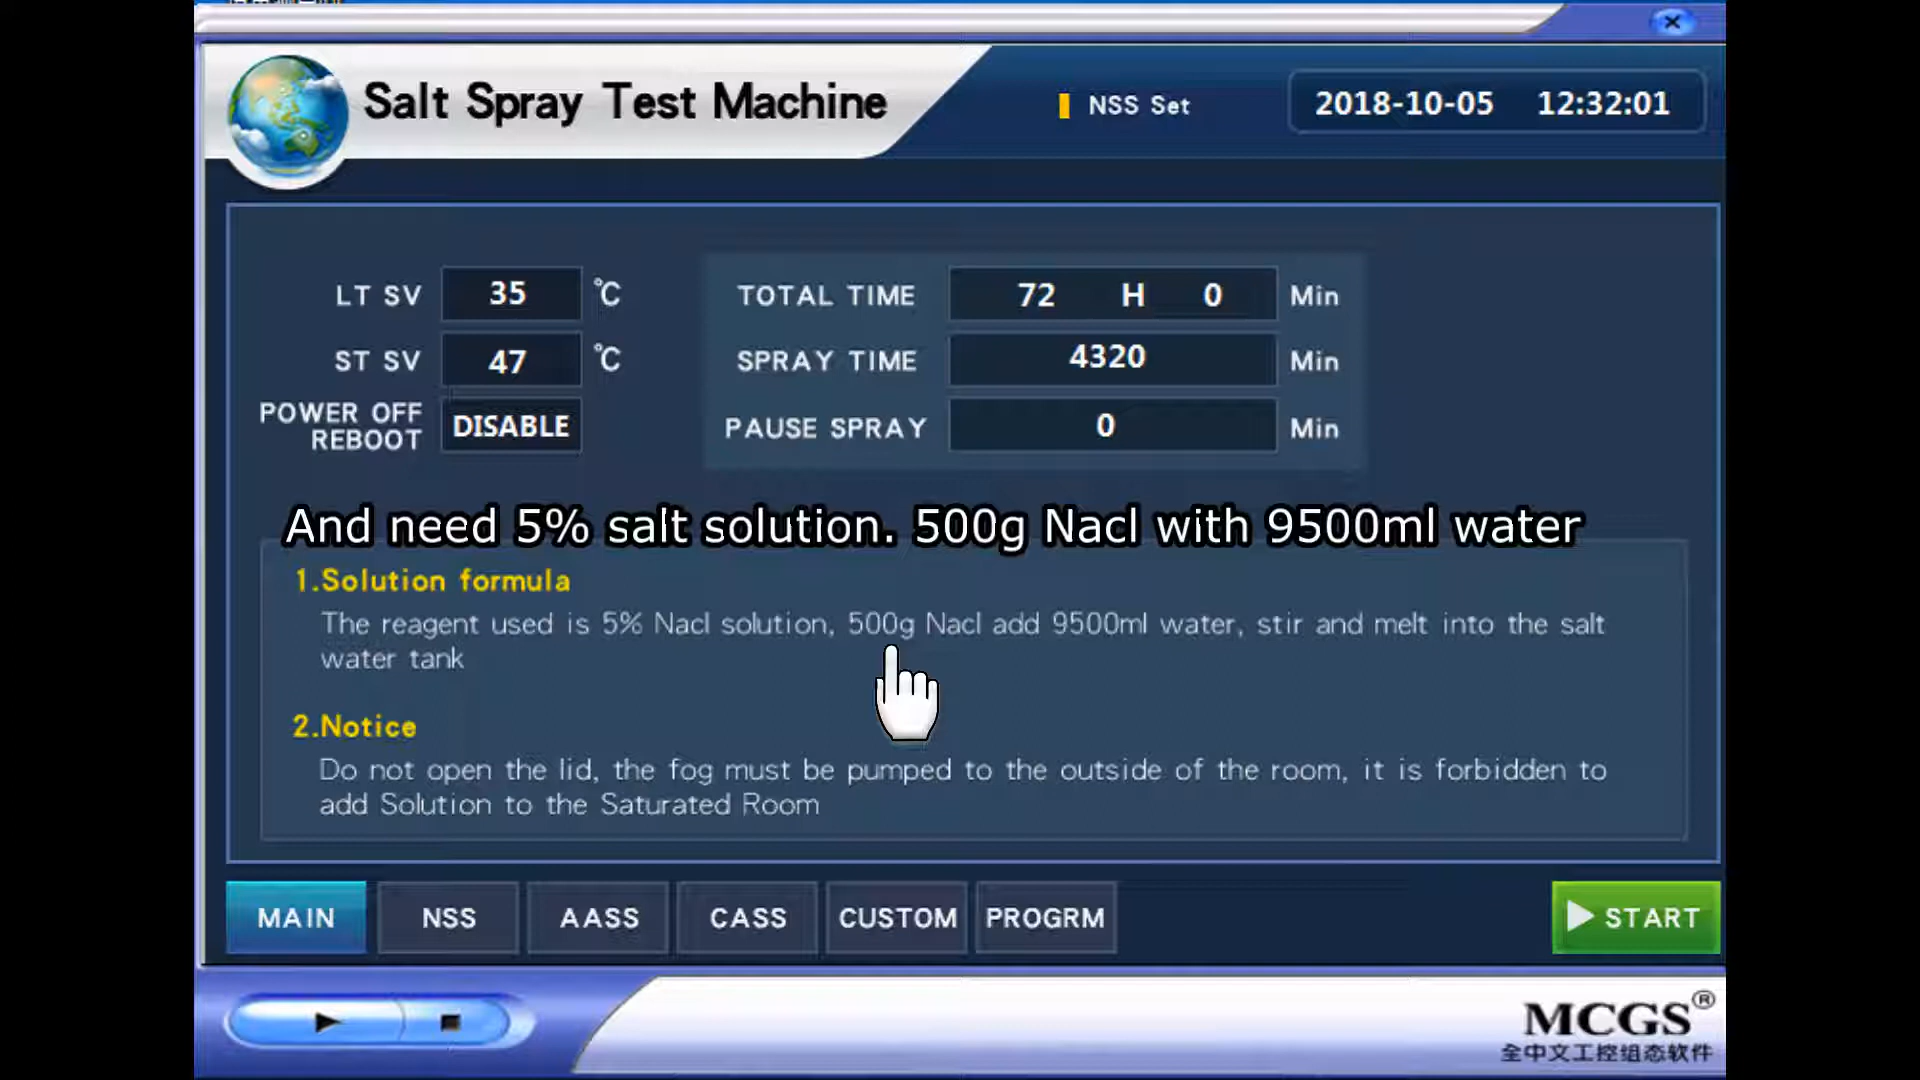 Salt Spray Test Machine
NSS Set
2018-10-05 12:32:01
LT SV 35 ℃
TOTAL TIME 72 H 0 Min
ST SV 47 ℃
SPRAY TIME 4320 Min
POWER OFF
REBOOT
DISABLE
PAUSE SPRAY 0 Min
And need 5% salt solution. 500g Nacl with 9500ml water
1.Solution formula
The reagent used is 5% Nacl solution, 500g Nacl add 9500ml water, stir and melt into the salt
water tank
2.Notice
Do not open the lid, the fog must be pumped to the outside of the room, it is forbidden to
add Solution to the Saturated Room
MAIN NSS AASS CASS CUSTOM PROGRM START
MCGS®
全中文工控组态软件